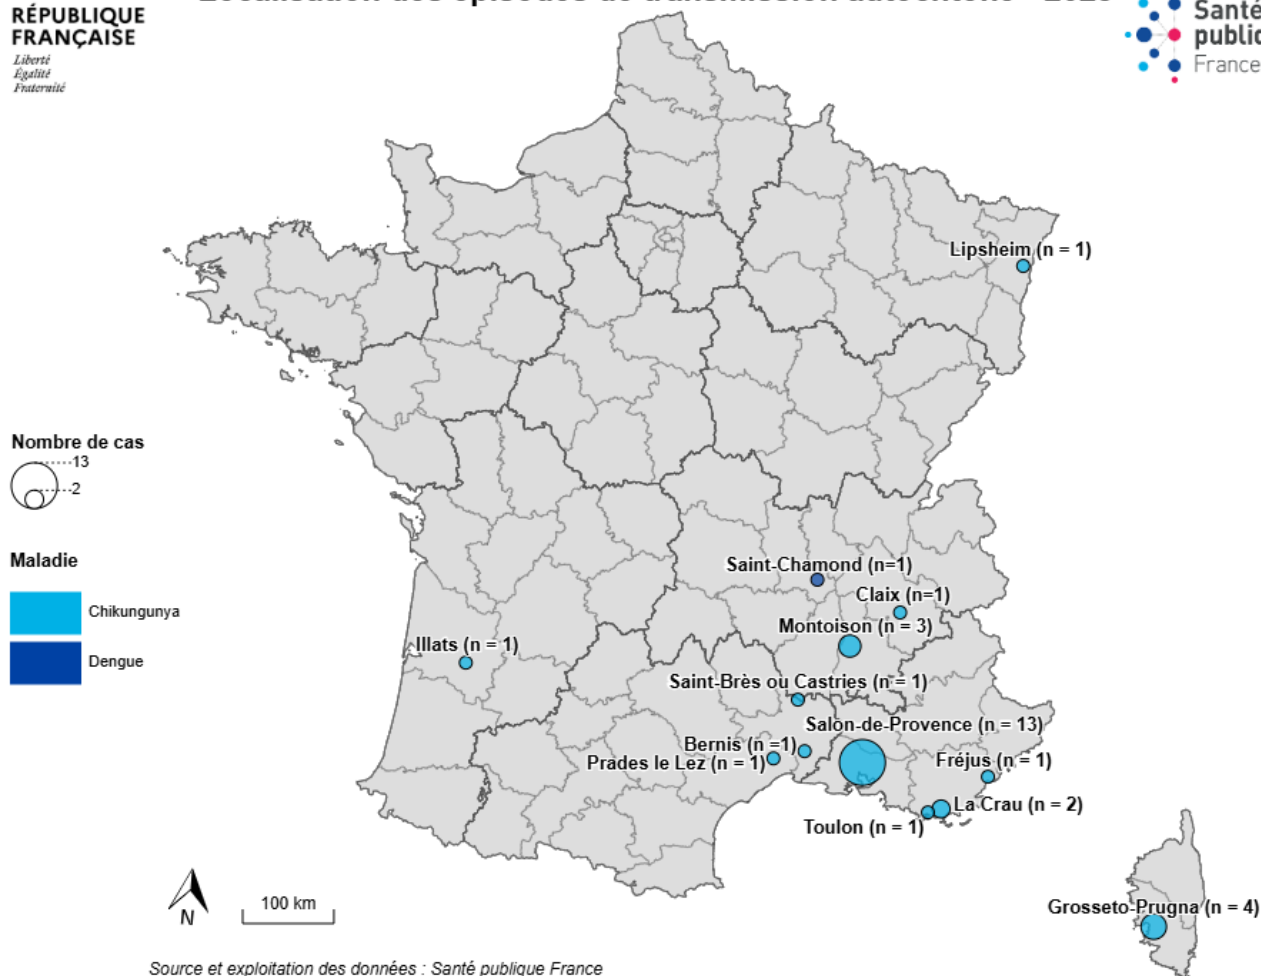 RÉPUBLIQUE
FRANÇAISE
Liberté
Égalité
Fraternité
Santé
publiq
France
Lipsheim (n = 1)
Nombre de cas
13
2
Maladie
Chikungunya
Dengue
Saint-Chamond (n=1)
Claix (n=1)
Montoison (n = 3)
Illats (n = 1)
Saint-Brès ou Castries (n = 1)
Salon-de-Provence (n = 13)
Bernis (n =1)
Prades le Lez (n = 1)
Fréjus (n = 1)
La Crau (n = 2)
Toulon (n = 1)
Grosseto-Prugna (n = 4)
N
100 km
Source et exploitation des données : Santé publique France